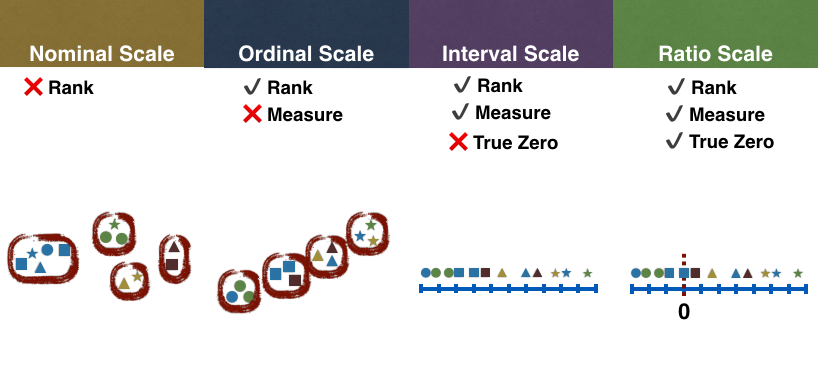 Nominal Scale
Rank
Ordinal Scale
Rank
Measure
Interval Scale
Rank
Measure
True Zero
Ratio Scale
Rank
Measure
True Zero
0